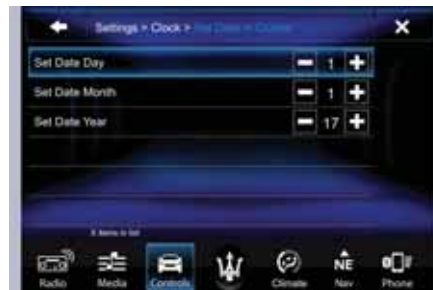 Settings > Clock >
Set Date Day − 1 +
Set Date Month − 1 +
Set Date Year − 17 +
Radio Media Controls Climate NE Nav Phone